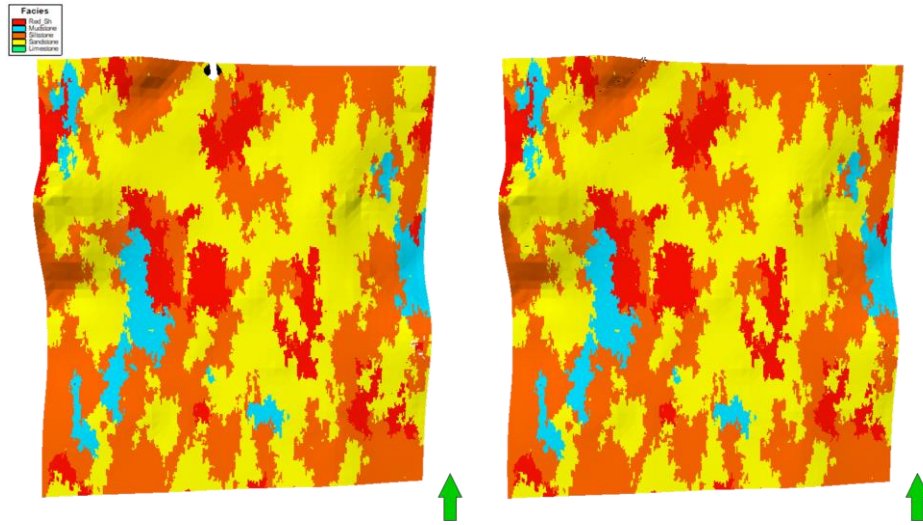 Facies
Red_Sh
Mudstone
Siltstone
Sandstone
Limestone